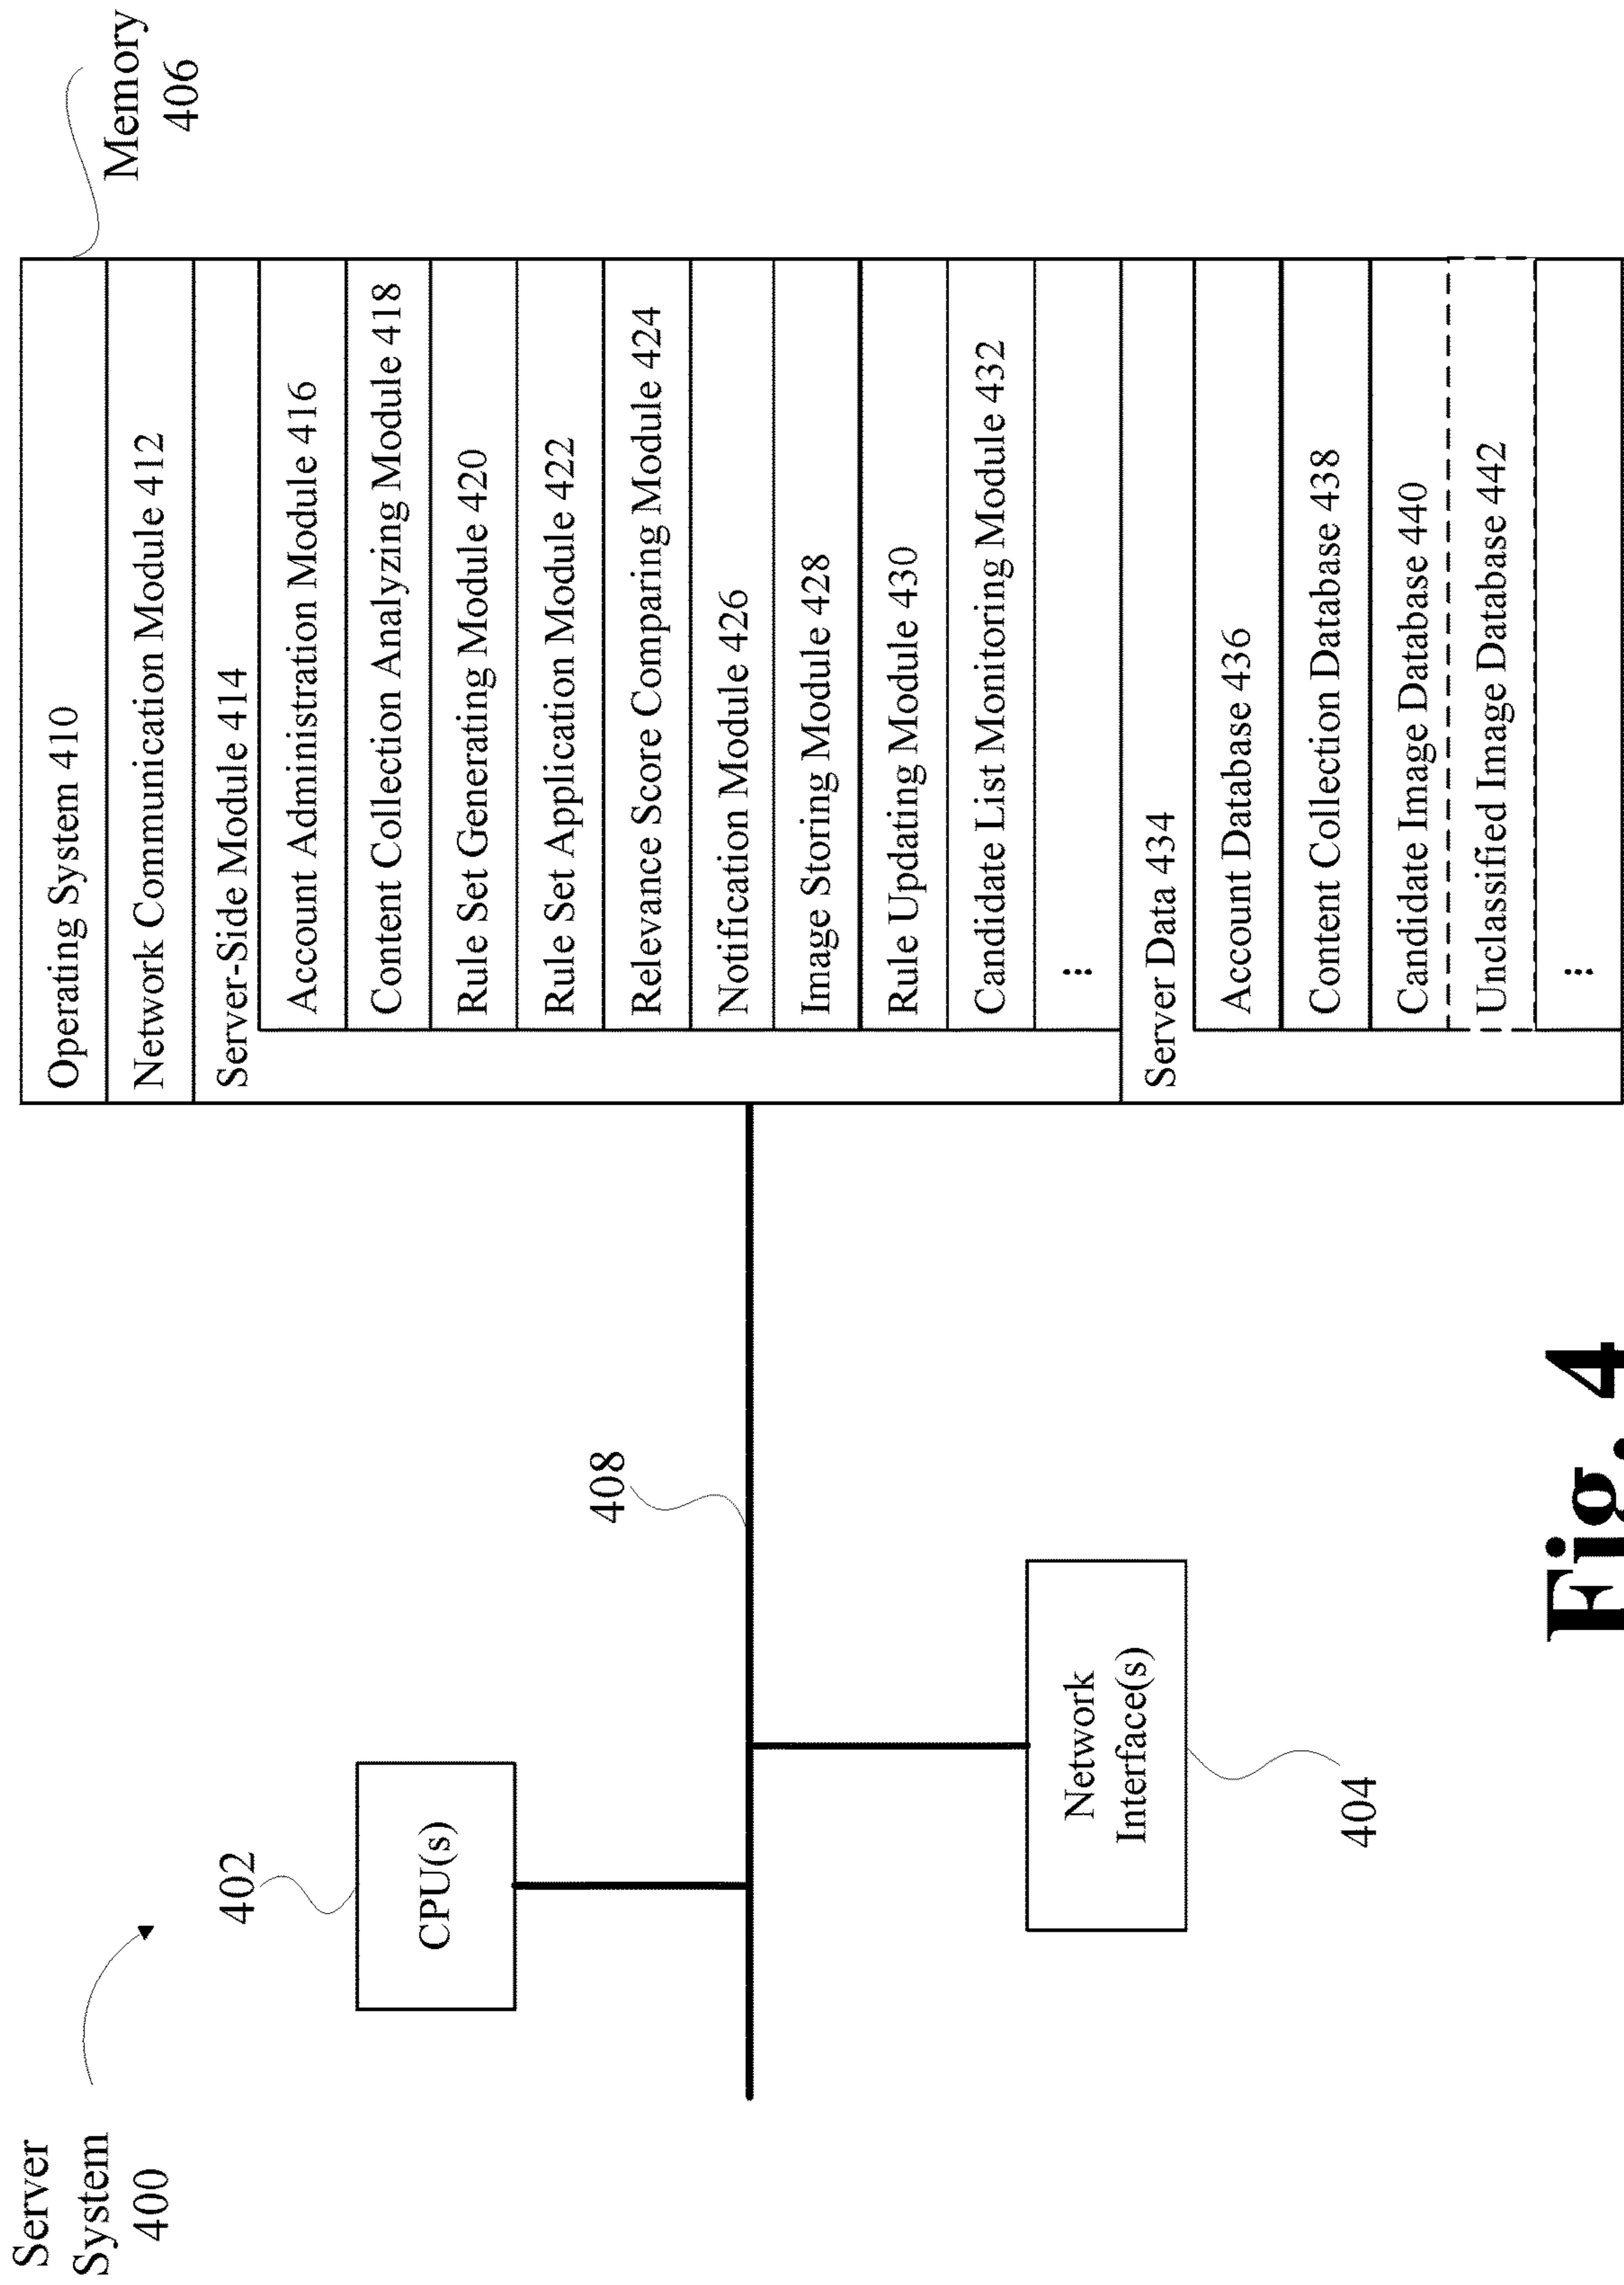 Server
System
400
402
CPU(s)
408
Network
Interface(s)
404
Memory
406
Operating System 410
Network Communication Module 412
Server-Side Module 414
Account Administration Module 416
Content Collection Analyzing Module 418
Rule Set Generating Module 420
Rule Set Application Module 422
Relevance Score Comparing Module 424
Notification Module 426
Image Storing Module 428
Rule Updating Module 430
Candidate List Monitoring Module 432
...
Server Data 434
Account Database 436
Content Collection Database 438
Candidate Image Database 440
Unclassified Image Database 442
...
Fig. 4